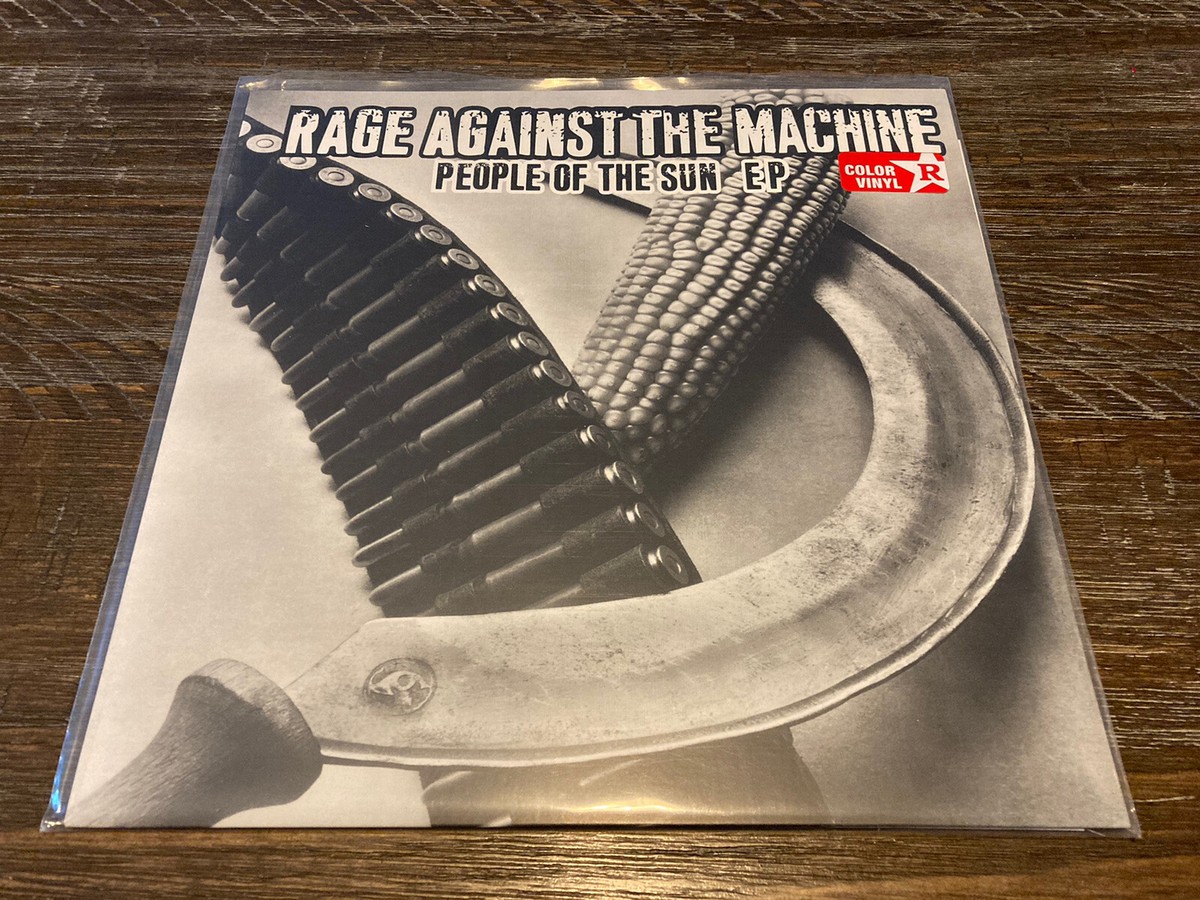 RAGE AGAINST THE MACHINE
PEOPLE OF THE SUN EP
COLOR
VINYL
R